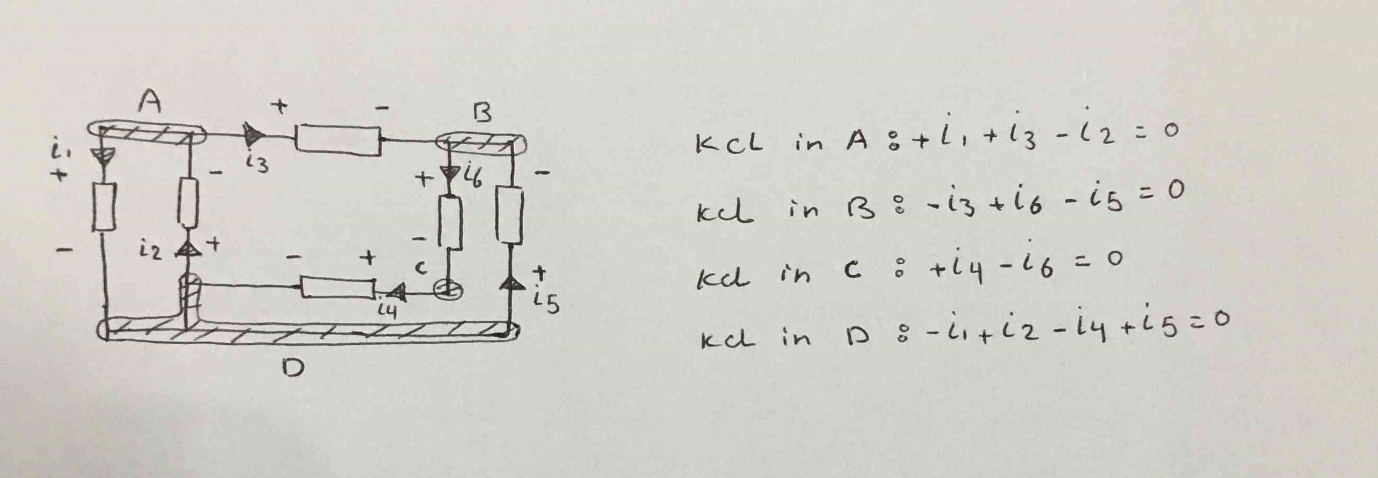 A + - B
i1 i3 + i6 -
+ -
- i2 + - + - c +
i4 i5
D
KCL in A : + i1 + i3 - i2 = 0
kcl in B : - i3 + i6 - i5 = 0
kcl in C : + i4 - i6 = 0
kcl in D : - i1 + i2 - i4 + i5 = 0